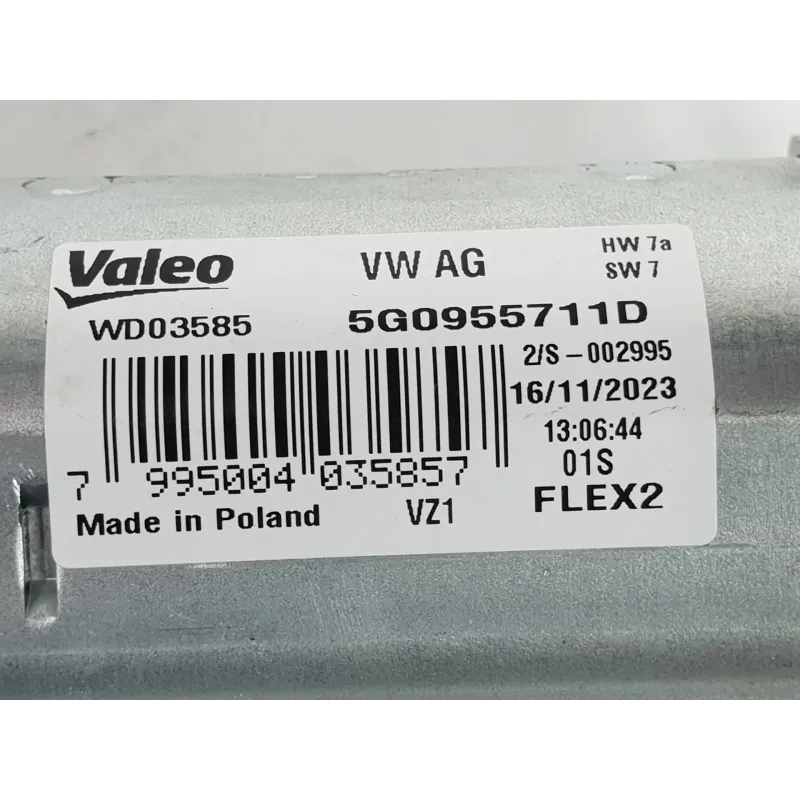 Valeo VW AG HW 7a
SW 7
WD03585 5G0955711D
2/S-002995
16/11/2023
13:06:44
7 995004 035857 01S
Made in Poland VZ1 FLEX2